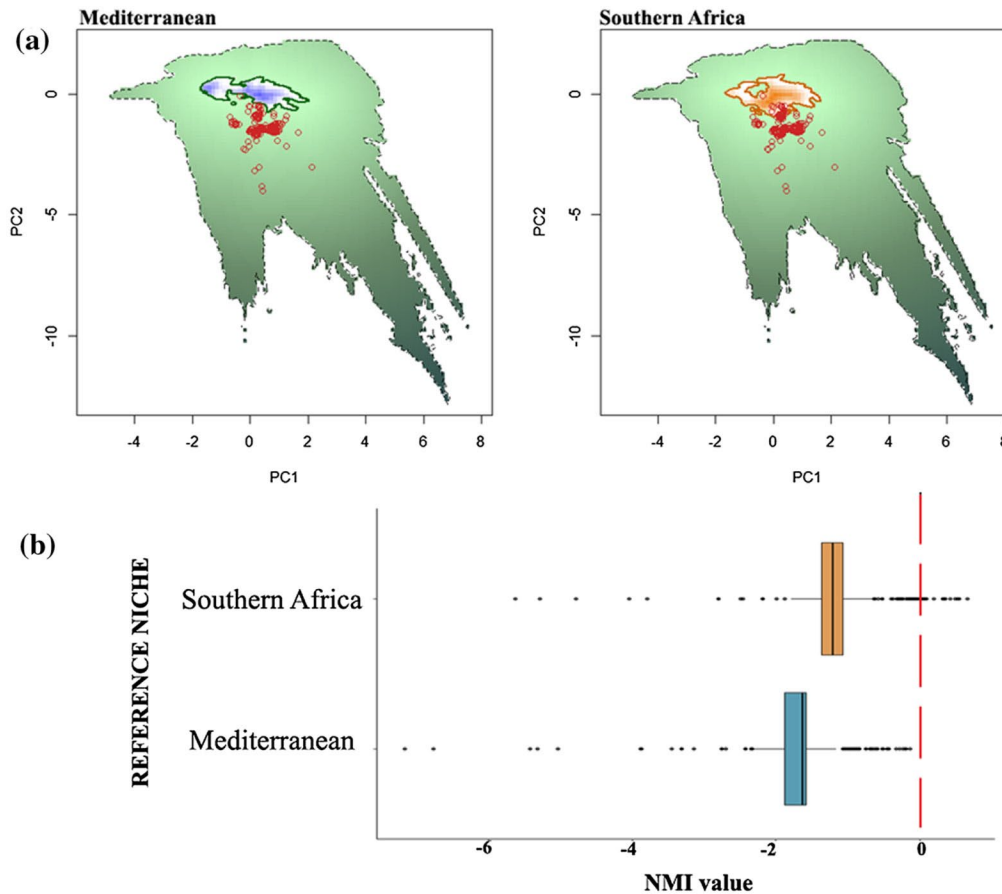 (a)
Mediterranean
Southern Africa
0
-5
-10
PC2
-4 -2 0 2 4 6 8
PC1
0
-5
-10
PC2
-4 -2 0 2 4 6 8
PC1
(b)
REFERENCE NICHE
Southern Africa
Mediterranean
-6 -4 -2 0
NMI value